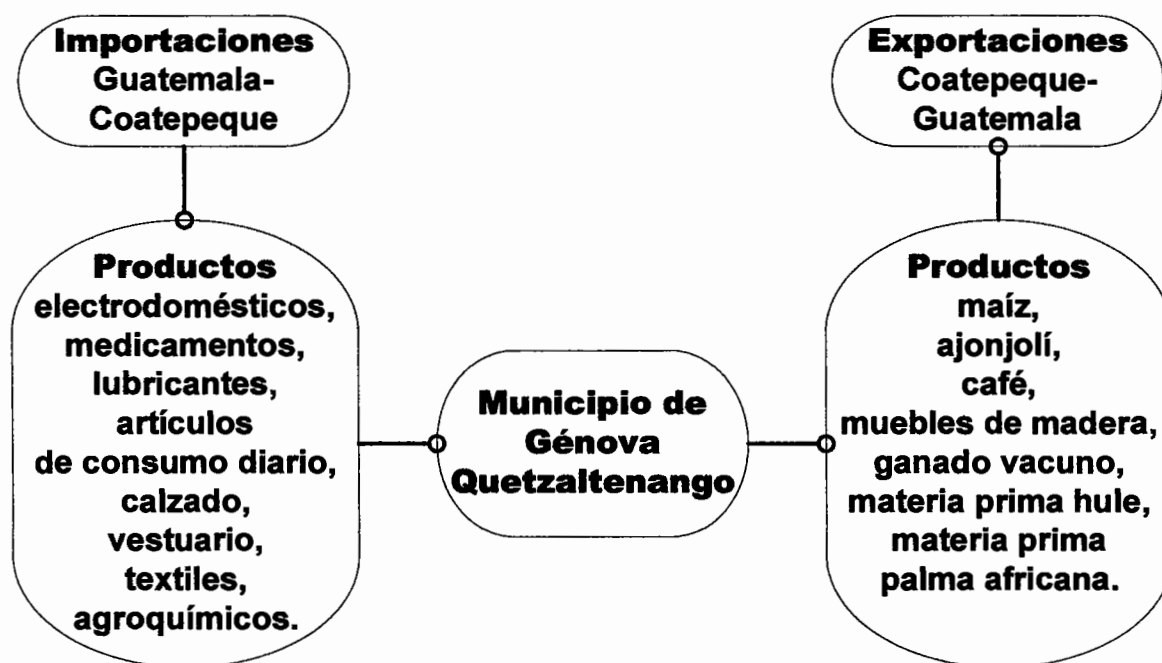 Importaciones
Guatemala-
Coatepeque
Exportaciones
Coatepeque-
Guatemala
Productos
electrodomésticos,
medicamentos,
lubricantes,
artículos
de consumo diario,
calzado,
vestuario,
textiles,
agroquímicos.
Municipio de
Génova
Quetzaltenango
Productos
maíz,
ajonjolí,
café,
muebles de madera,
ganado vacuno,
materia prima hule,
materia prima
palma africana.